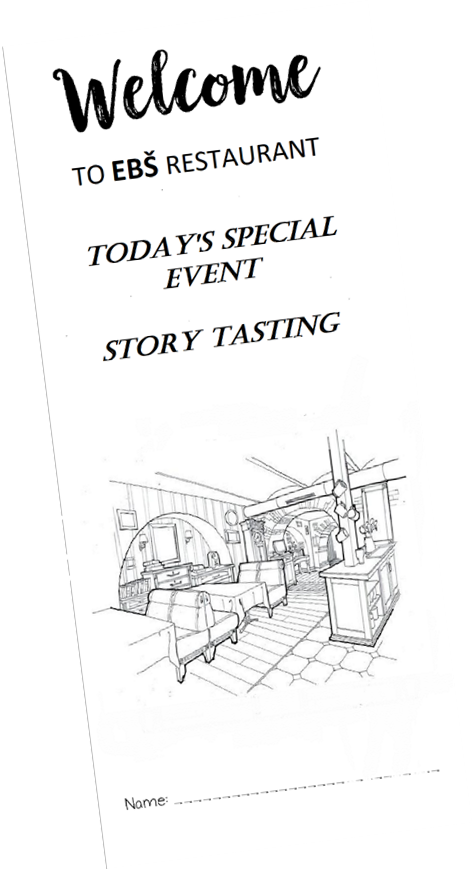 Welcome
TO EBŠ RESTAURANT
TODAY'S SPECIAL
EVENT
STORY TASTING
Name: